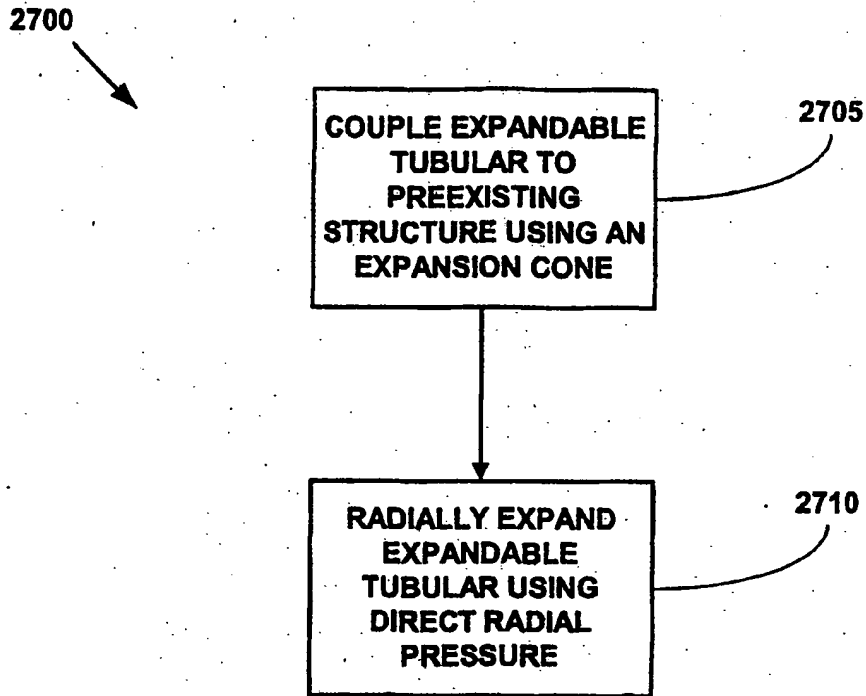 2700
COUPLE EXPANDABLE
TUBULAR TO
PREEXISTING
STRUCTURE USING AN
EXPANSION CONE
2705
RADIALLY EXPAND
EXPANDABLE
TUBULAR USING
DIRECT RADIAL
PRESSURE
2710